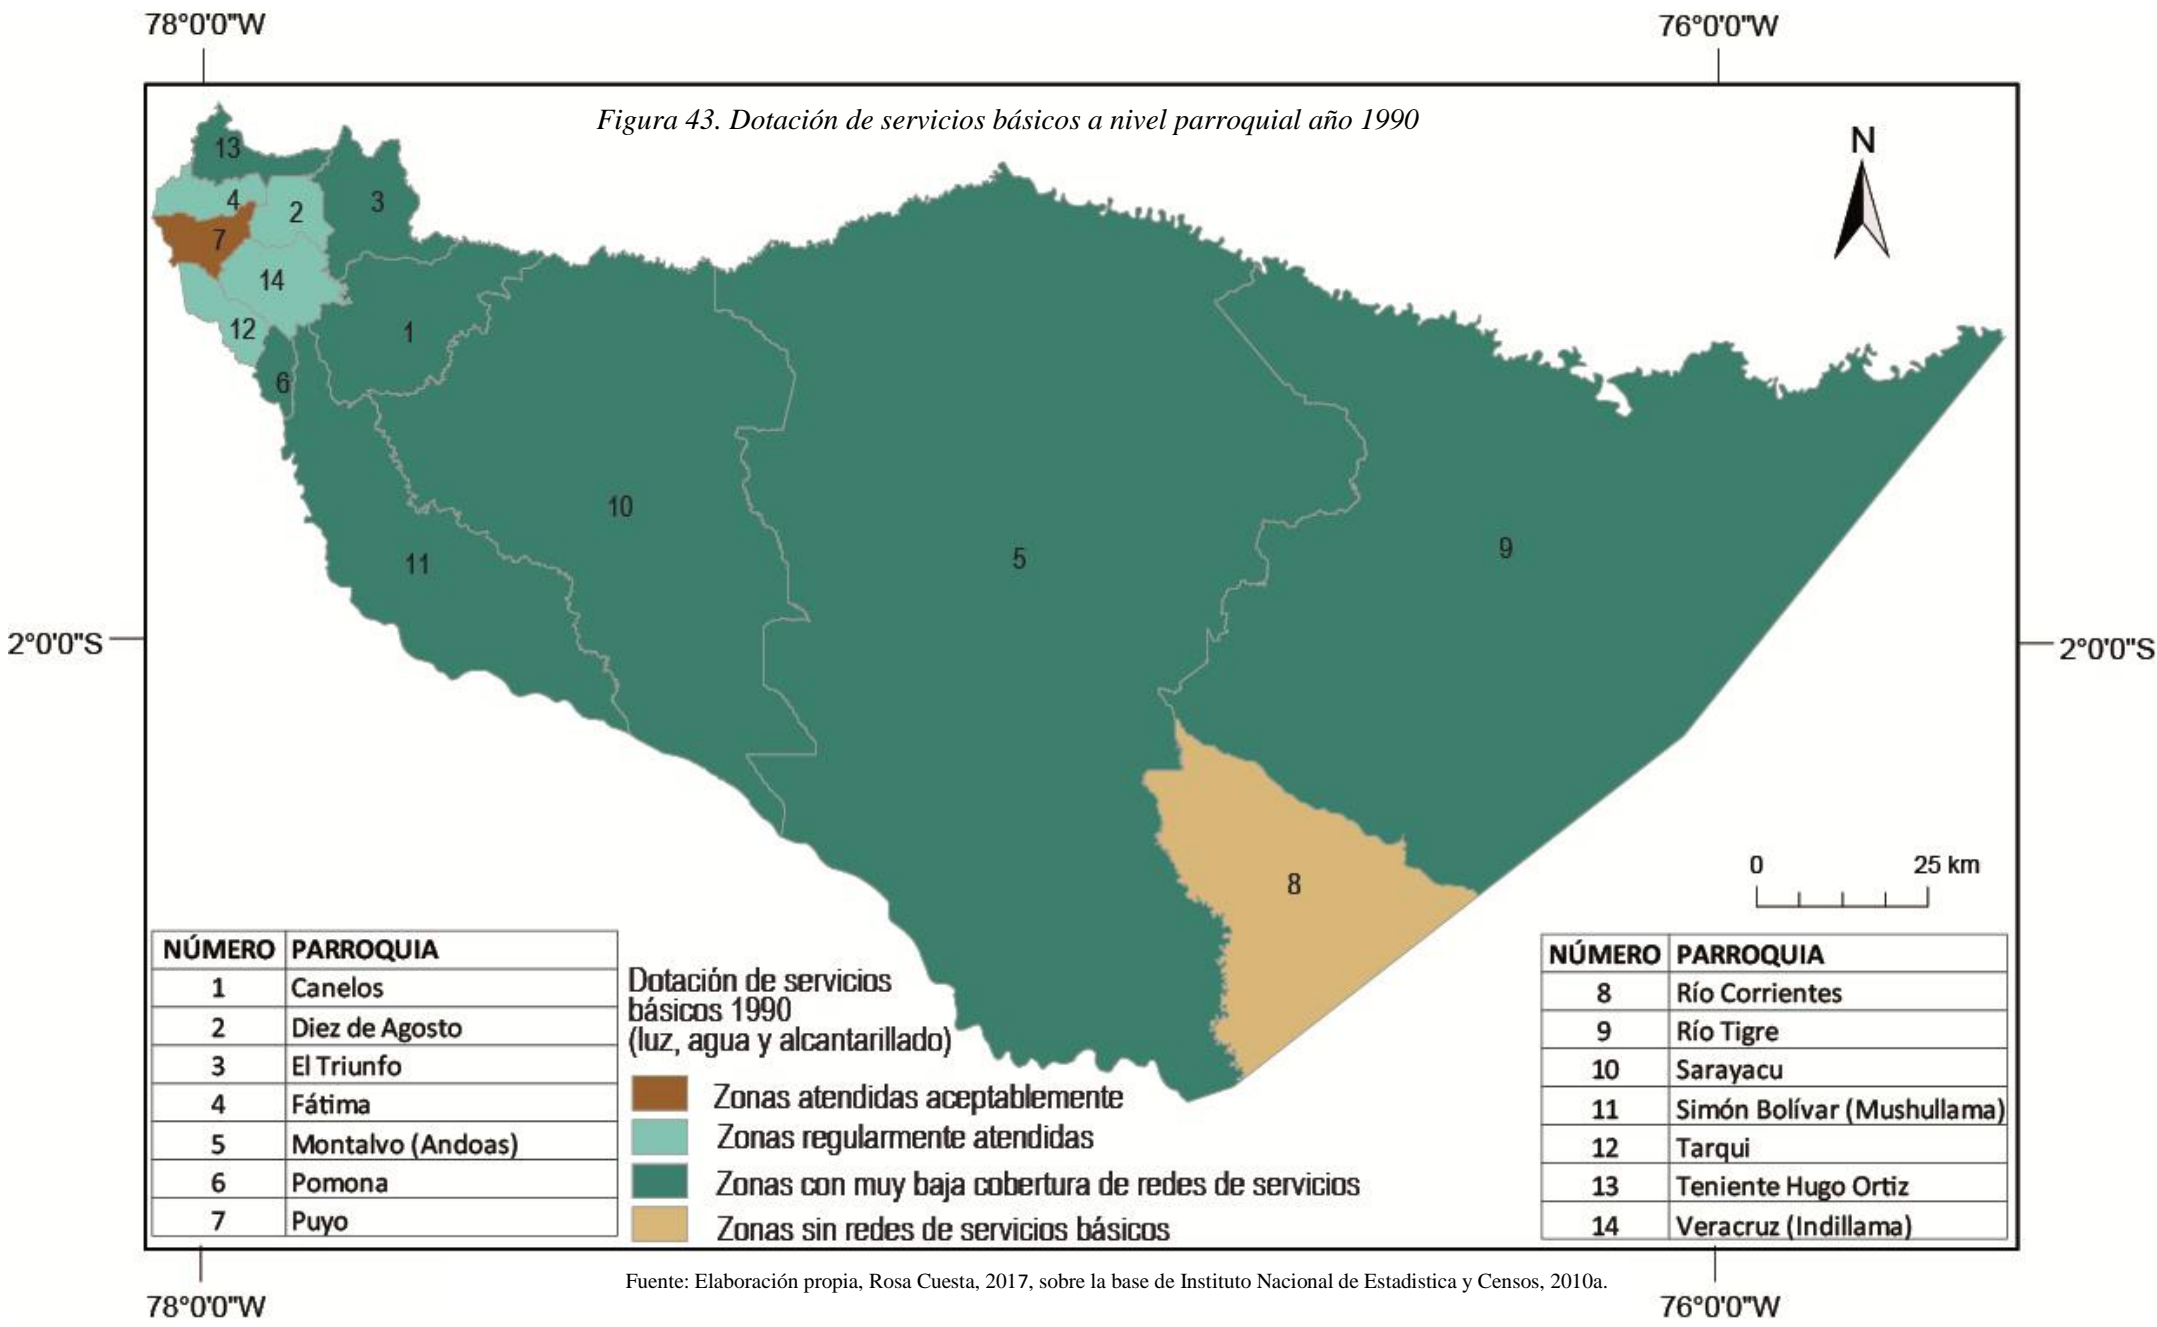 78°0'0"W
76°0'0"W
Figura 43. Dotación de servicios básicos a nivel parroquial año 1990
N
13
4
2
3
7
14
12
1
6
10
11
5
9
8
2°0'0"S
2°0'0"S
0 25 km
NÚMERO PARROQUIA
1 Canelos
2 Diez de Agosto
3 El Triunfo
4 Fátima
5 Montalvo (Andoas)
6 Pomona
7 Puyo
Dotación de servicios
básicos 1990
(luz, agua y alcantarillado)
Zonas atendidas aceptablemente
Zonas regularmente atendidas
Zonas con muy baja cobertura de redes de servicios
Zonas sin redes de servicios básicos
NÚMERO PARROQUIA
8 Río Corrientes
9 Río Tigre
10 Sarayacu
11 Simón Bolívar (Mushullama)
12 Tarqui
13 Teniente Hugo Ortiz
14 Veracruz (Indillama)
Fuente: Elaboración propia, Rosa Cuesta, 2017, sobre la base de Instituto Nacional de Estadistica y Censos, 2010a.
78°0'0"W
76°0'0"W